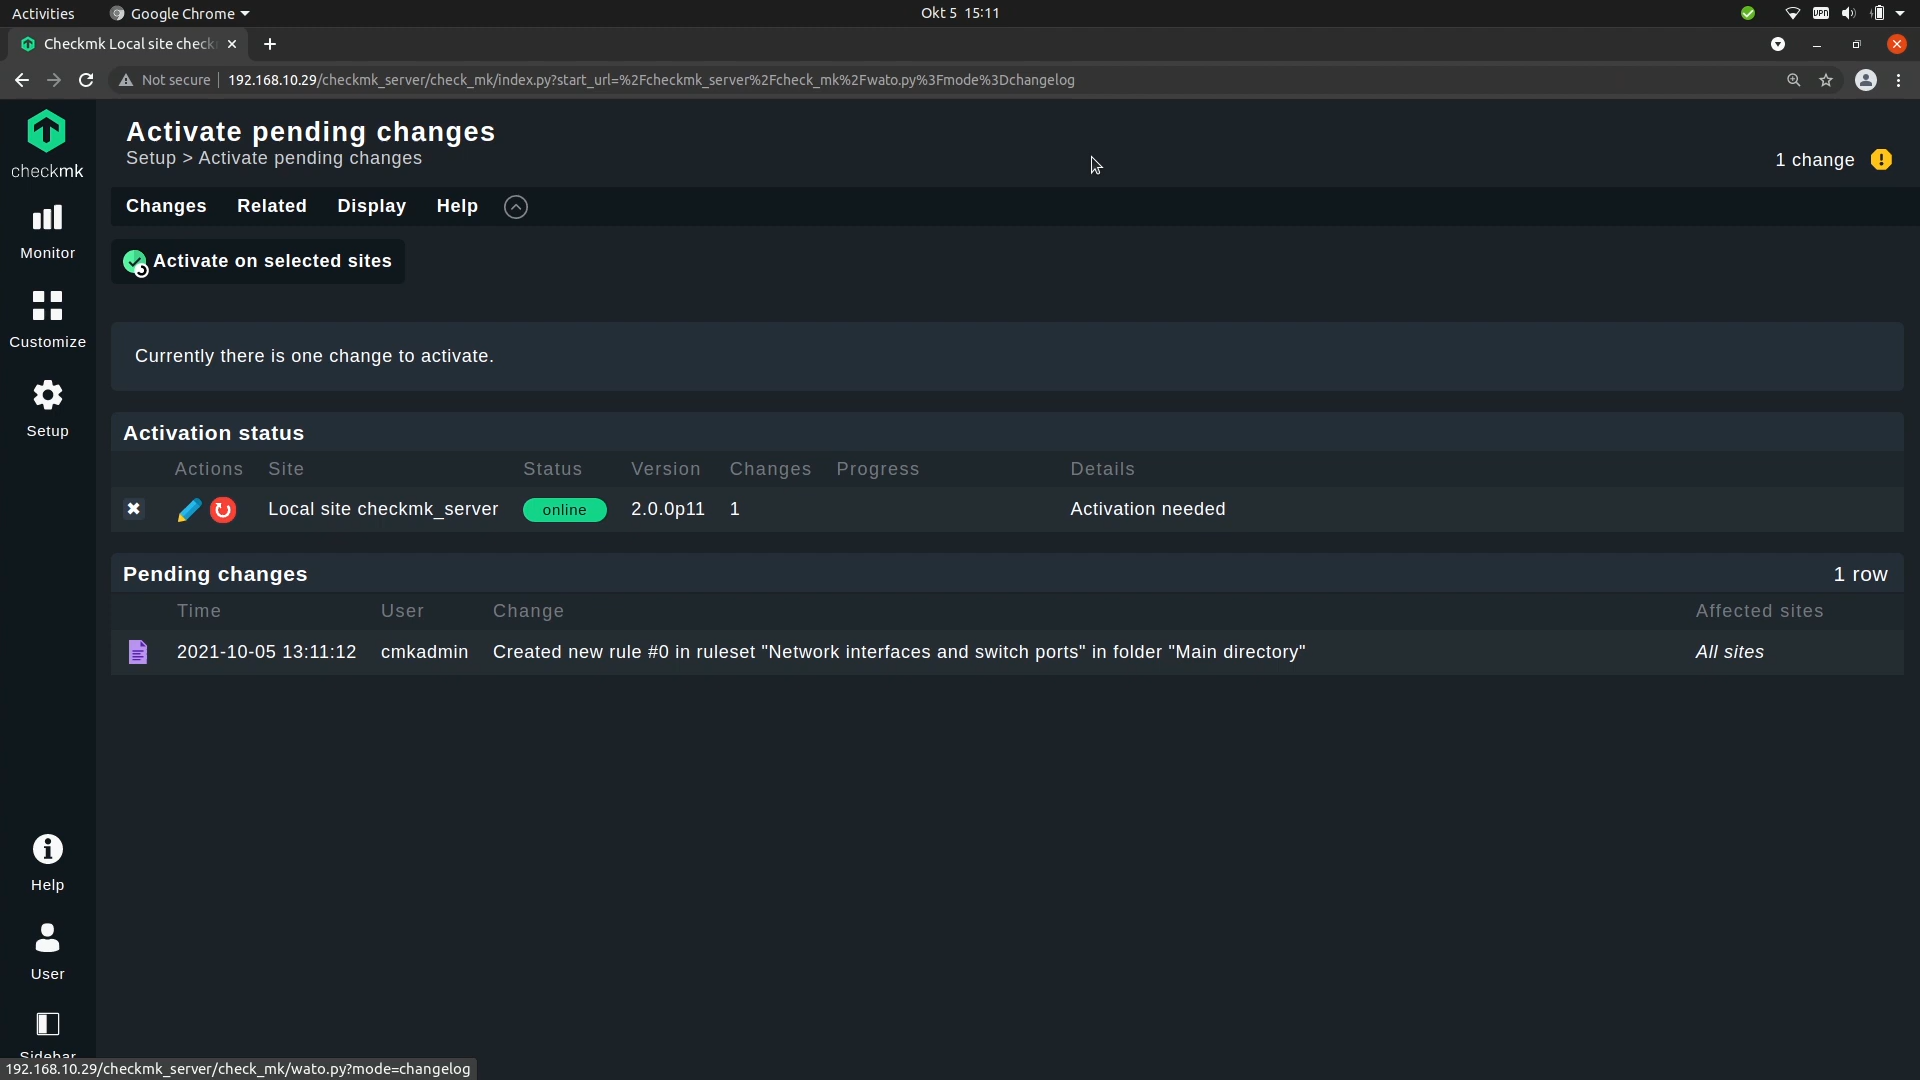 Activities Google Chrome Okt 5 15:11 VPN
Checkmk Local site check
Not secure 192.168.10.29/checkmk_server/check_mk/index.py?start_url=%2Fcheckmk_server%2Fcheck_mk%2Fwato.py%3Fmode%3Dchangelog
checkmk
Monitor
Customize
Setup
Help
User
Sidebar
Activate pending changes
Setup > Activate pending changes
1 change
Changes Related Display Help
Activate on selected sites
Currently there is one change to activate.
Activation status
Actions Site Status Version Changes Progress Details
Local site checkmk_server online 2.0.0p11 1 Activation needed
Pending changes 1 row
Time User Change Affected sites
2021-10-05 13:11:12 cmkadmin Created new rule #0 in ruleset "Network interfaces and switch ports" in folder "Main directory" All sites
192.168.10.29/checkmk_server/check_mk/wato.py?mode=changelog